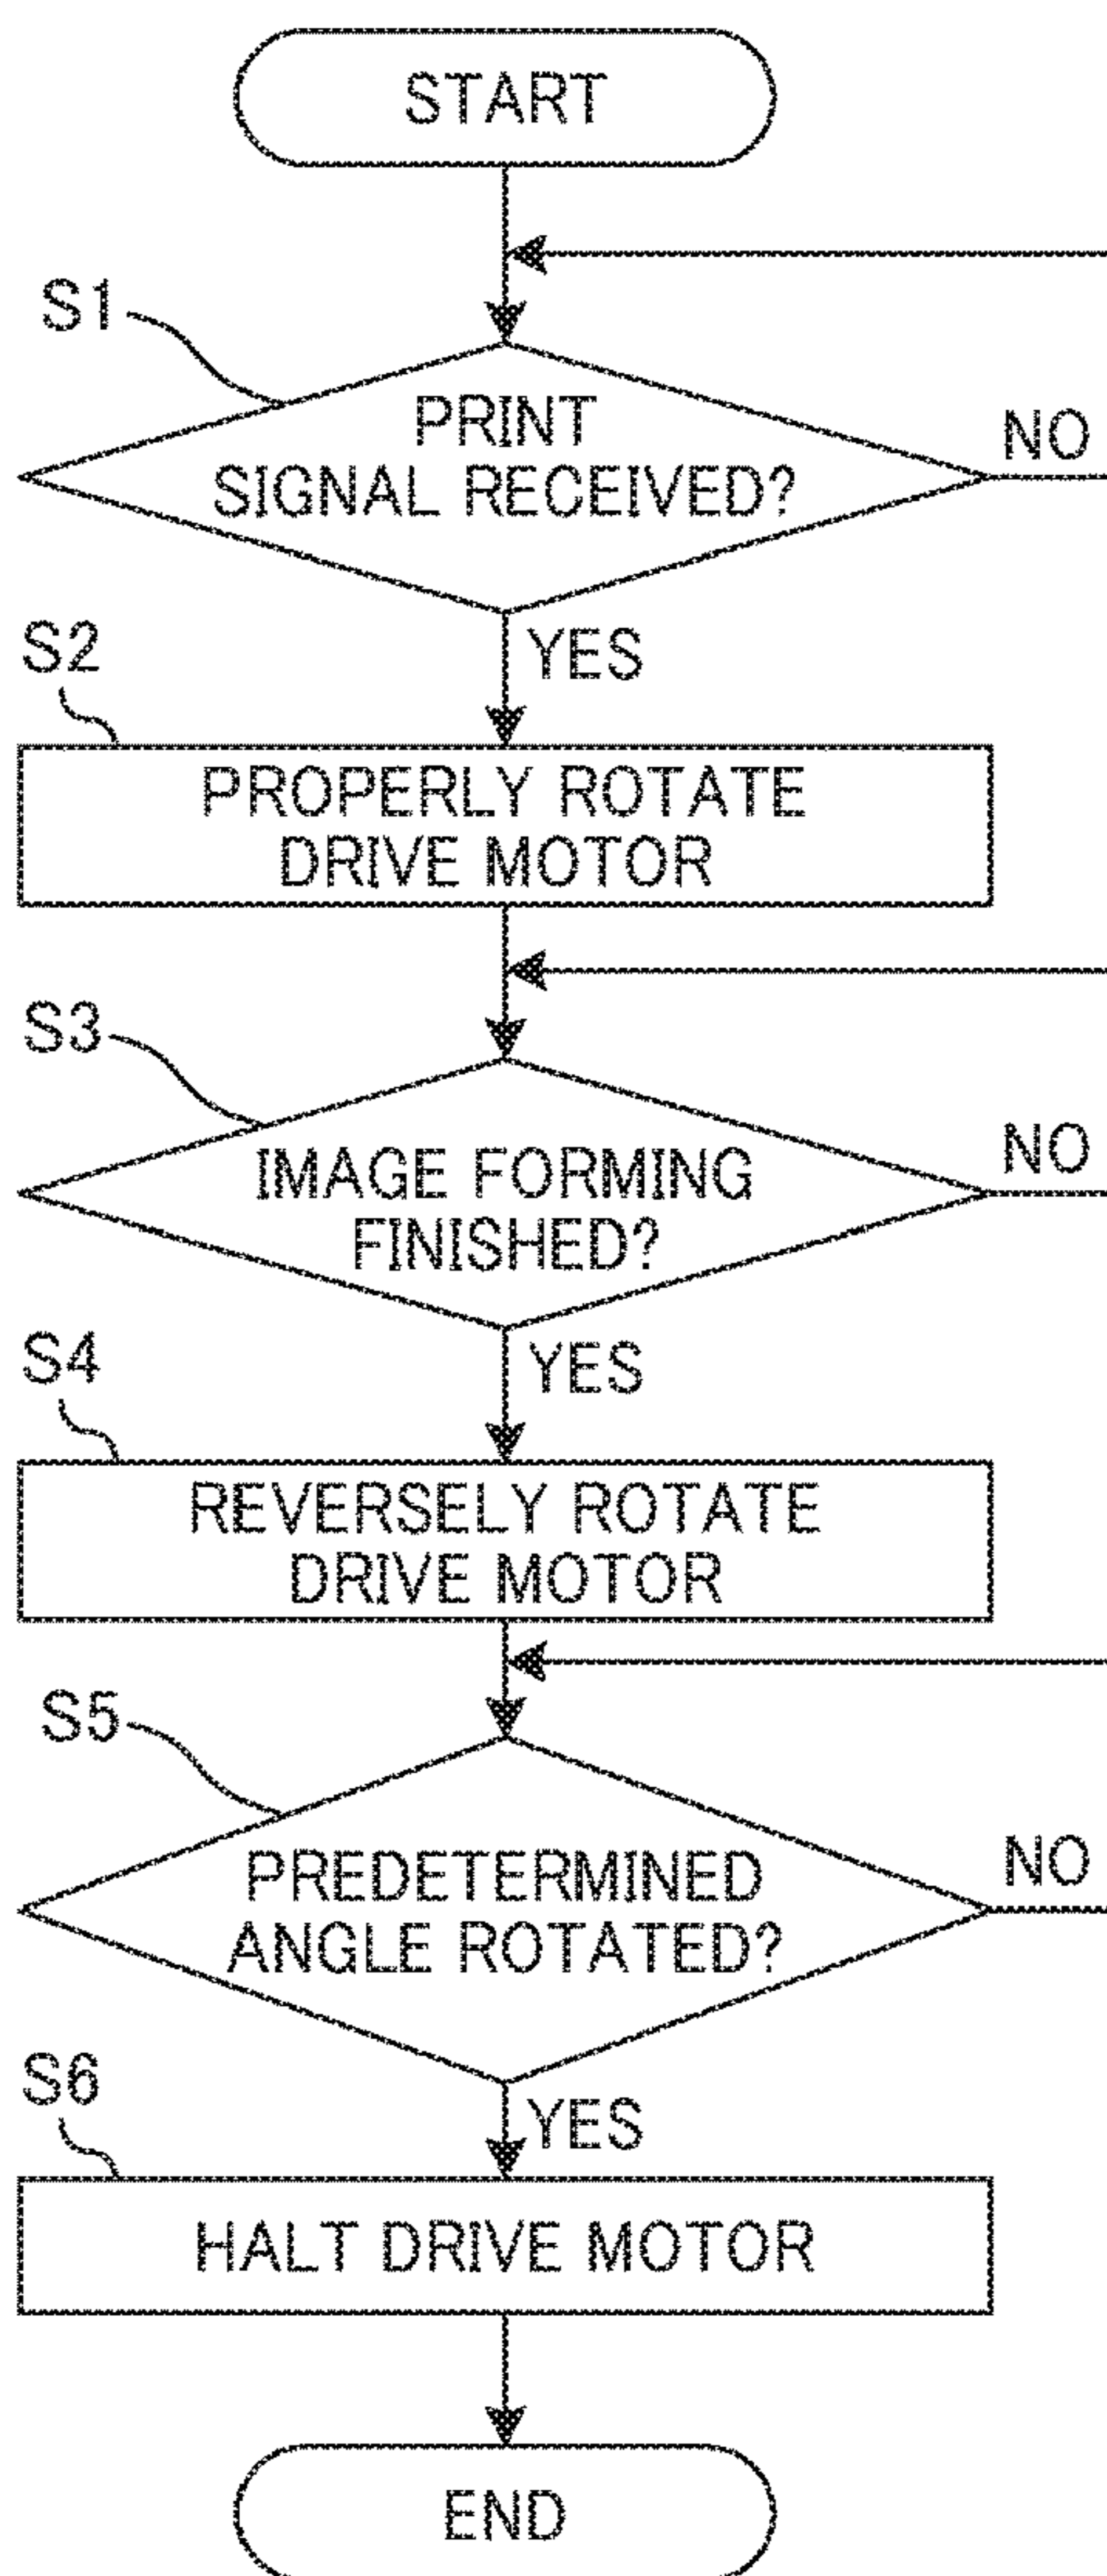 START
S1
PRINT
SIGNAL RECEIVED?
NO
YES
S2
PROPERLY ROTATE
DRIVE MOTOR
S3
IMAGE FORMING
FINISHED?
NO
YES
S4
REVERSELY ROTATE
DRIVE MOTOR
S5
PREDETERMINED
ANGLE ROTATED?
NO
YES
S6
HALT DRIVE MOTOR
END